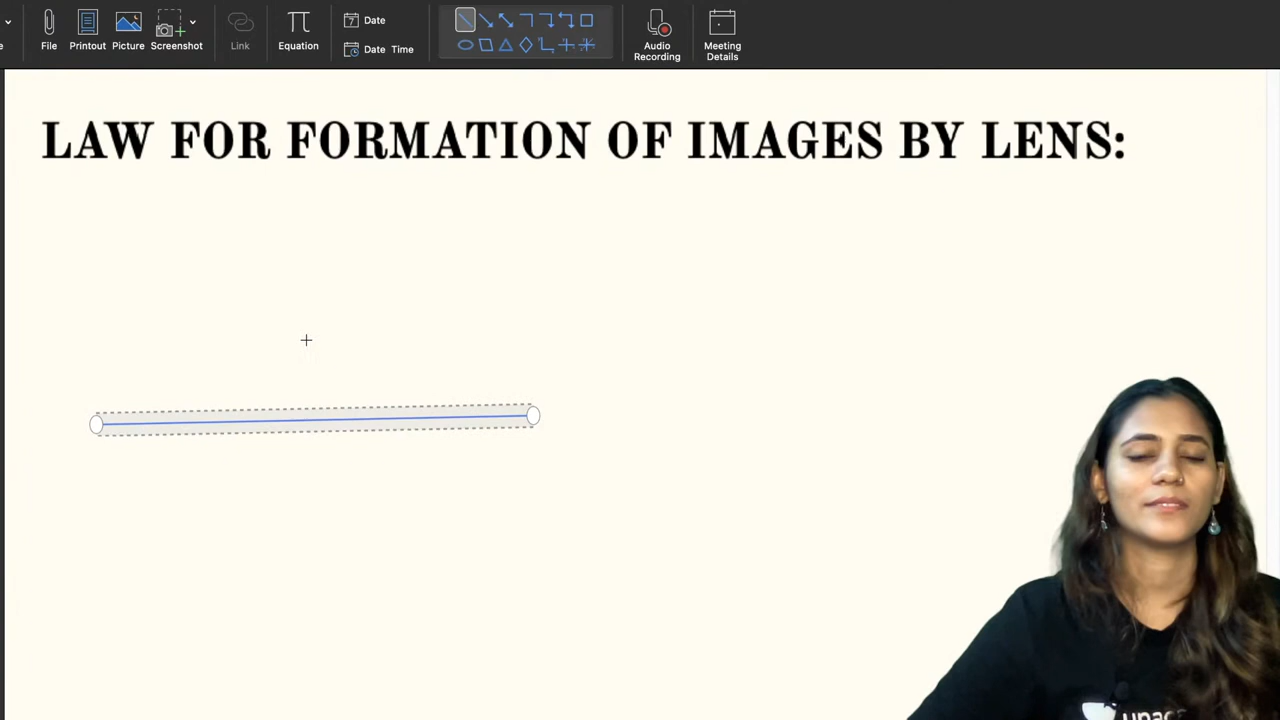 File Printout Picture Screenshot Link Equation Date Audio Recording Meeting Details
Date Time
LAW FOR FORMATION OF IMAGES BY LENS: